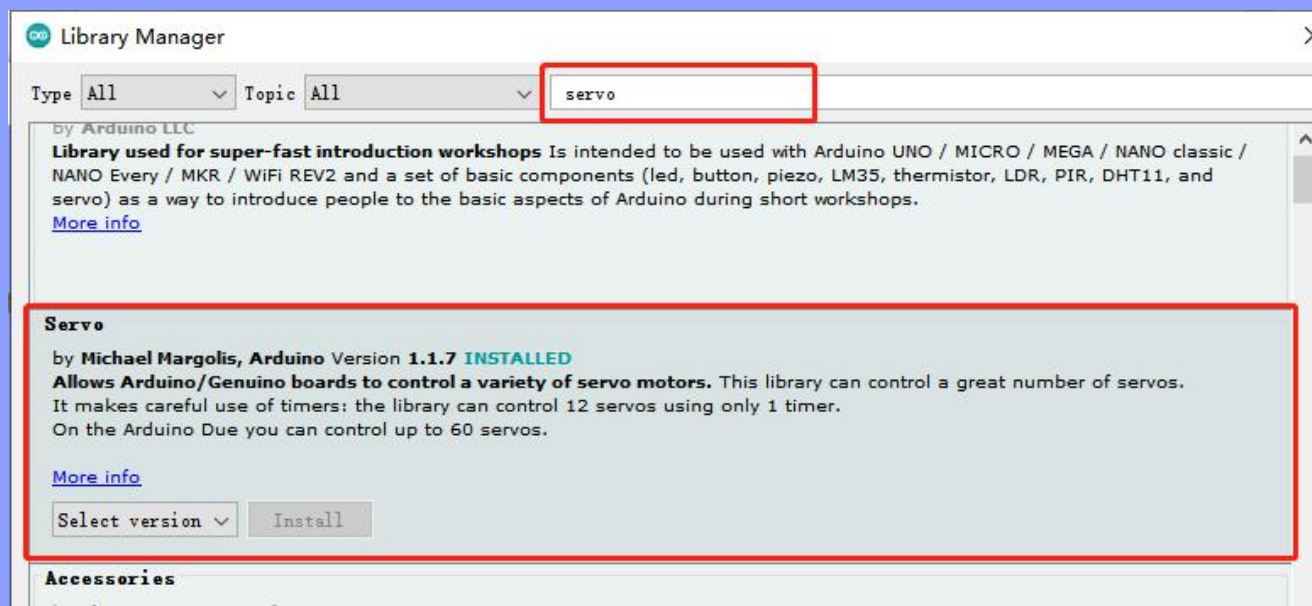 Library Manager
Type All Topic All servo
by Arduino LLC
Library used for super-fast introduction workshops Is intended to be used with Arduino UNO / MICRO / MEGA / NANO classic /
NANO Every / MKR / WiFi REV2 and a set of basic components (led, button, piezo, LM35, thermistor, LDR, PIR, DHT11, and
servo) as a way to introduce people to the basic aspects of Arduino during short workshops.
More info
Servo
by Michael Margolis, Arduino Version 1.1.7 INSTALLED
Allows Arduino/Genuino boards to control a variety of servo motors. This library can control a great number of servos.
It makes careful use of timers: the library can control 12 servos using only 1 timer.
On the Arduino Due you can control up to 60 servos.
More info
Select version Install
Accessories